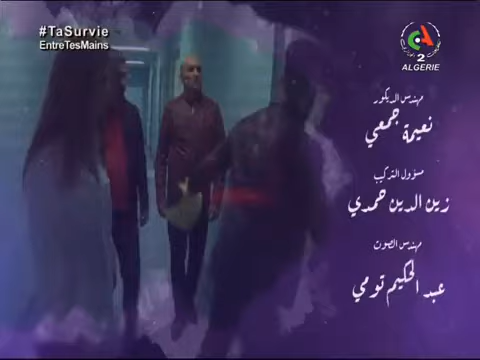 #TaSurvie
EntreTesMains
2
ALGERIE
مهندس الديكور
نعيمة جمعي
مسؤول التركيب
زين الدين حمدي
مهندس الصوت
عبد الحكيم تومي